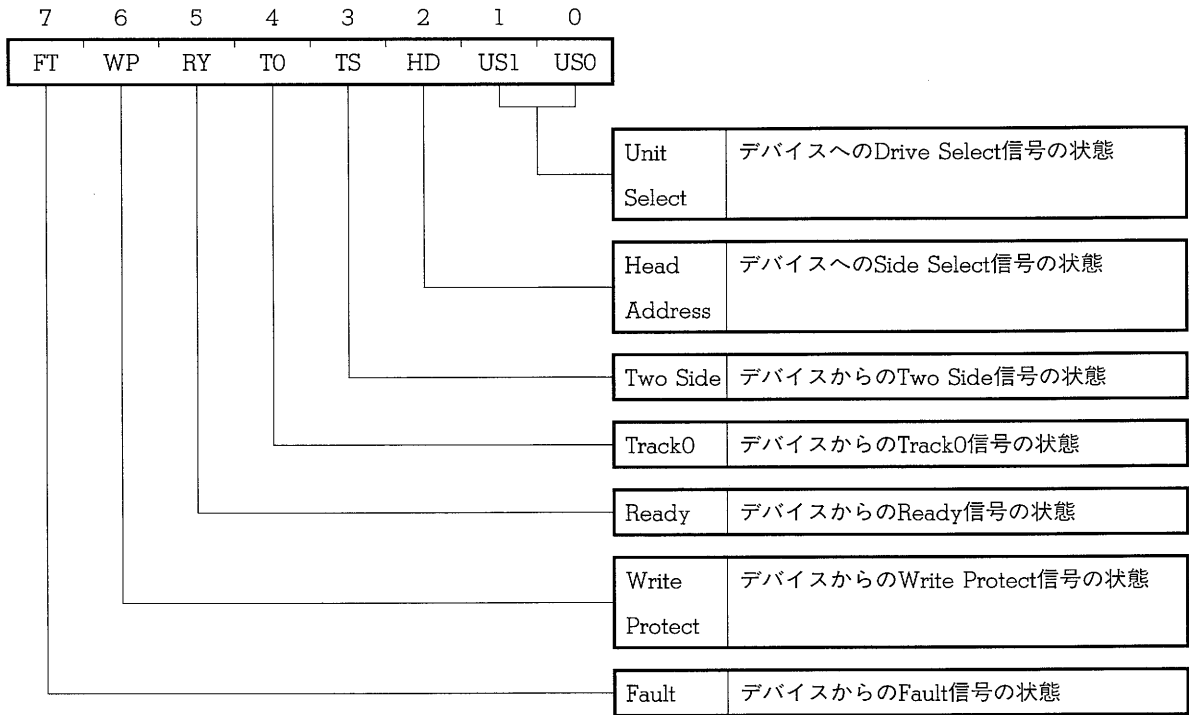 7 6 5 4 3 2 1 0
FT WP RY T0 TS HD US1 US0
Unit デバイスへのDrive Select信号の状態
Select
Head デバイスへのSide Select信号の状態
Address
Two Side デバイスからのTwo Side信号の状態
Track0 デバイスからのTrack0信号の状態
Ready デバイスからのReady信号の状態
Write デバイスからのWrite Protect信号の状態
Protect
Fault デバイスからのFault信号の状態